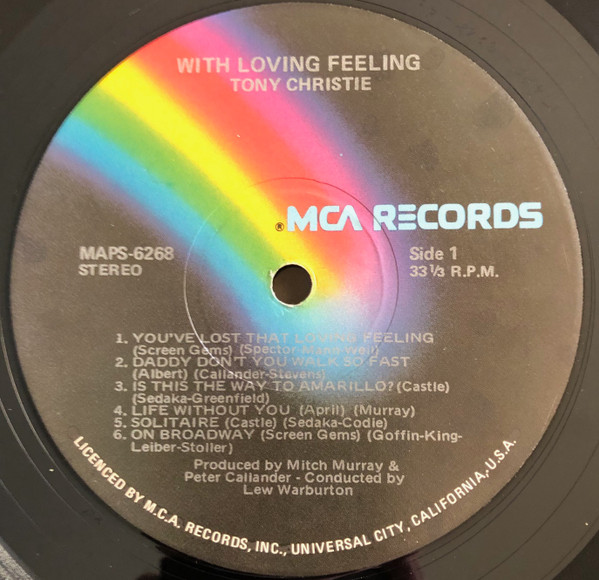 WITH LOVING FEELING
TONY CHRISTIE
® MCA RECORDS
MAPS-6268
STEREO
Side 1
33 1/3 R.P.M.
1. YOU'VE LOST THAT LOVING FEELING
(Screen Gems) (Spector-Mann-Weil)
2. DADDY DON'T YOU WALK SO FAST
(Albert) (Callander-Stevens)
3. IS THIS THE WAY TO AMARILLO? (Castle)
(Sedaka-Greenfield)
4. LIFE WITHOUT YOU (April) (Murray)
5. SOLITAIRE (Castle) (Sedaka-Codie)
6. ON BROADWAY (Screen Gems) (Goffin-King-
Leiber-Stoller)
Produced by Mitch Murray &
Peter Callander - Conducted by
Lew Warburton
LICENCED BY M.C.A. RECORDS, INC., UNIVERSAL CITY, CALIFORNIA, U.S.A.